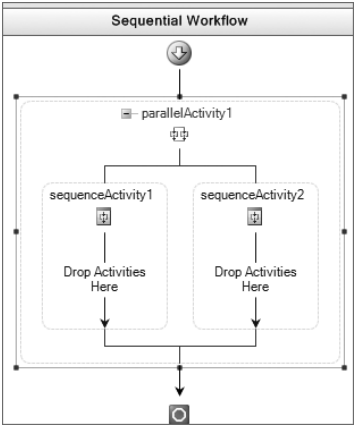 Sequential Workflow
parallelActivity1
sequenceActivity1
sequenceActivity2
Drop Activities
Here
Drop Activities
Here